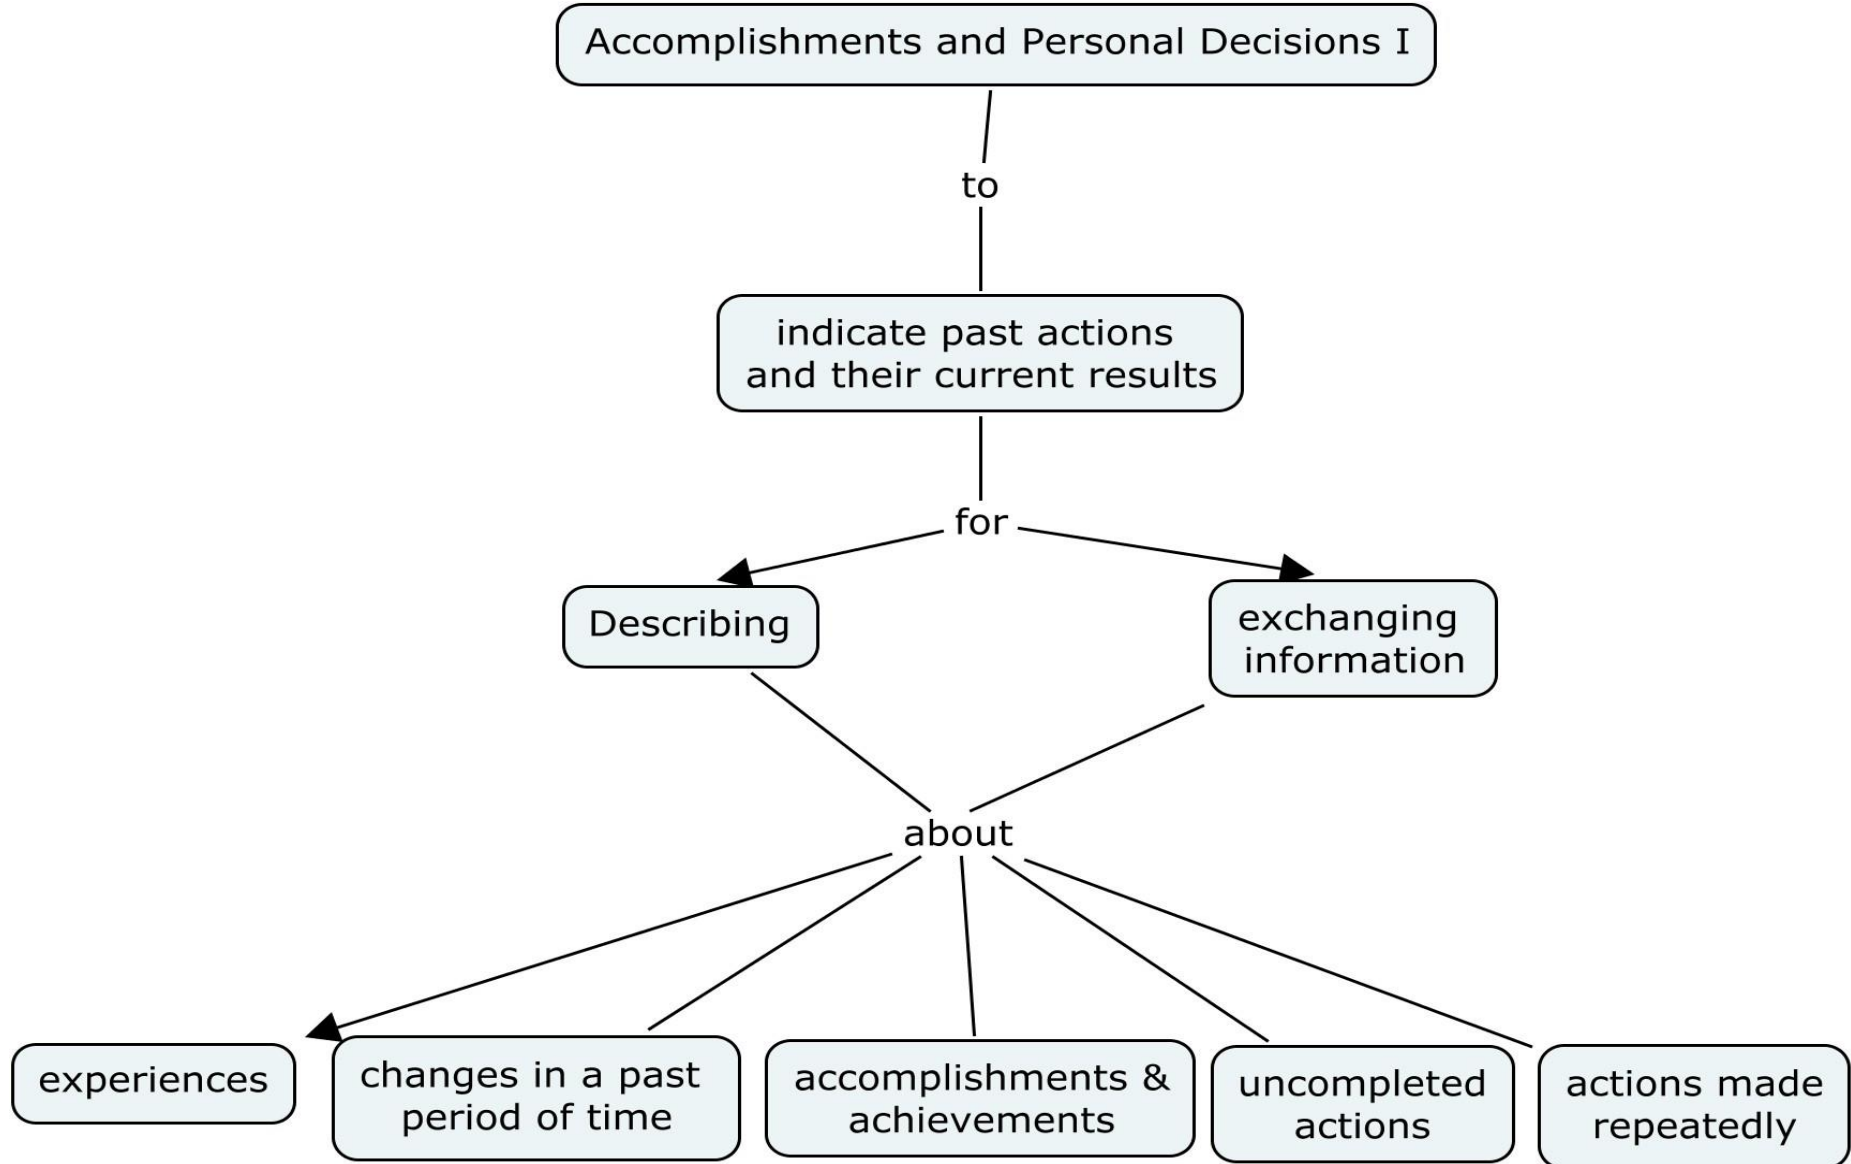 Accomplishments and Personal Decisions I
to
indicate past actions
and their current results
for
Describing
exchanging
information
about
experiences
changes in a past
period of time
accomplishments &
achievements
uncompleted
actions
actions made
repeatedly